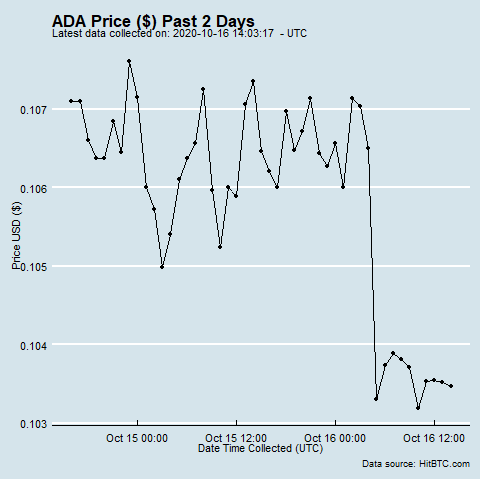 ADA Price ($) Past 2 Days
Latest data collected on: 2020-10-16 14:03:17  - UTC
Price USD ($)
0.107
0.106
0.105
0.104
0.103
Oct 15 00:00
Oct 15 12:00
Oct 16 00:00
Oct 16 12:00
Date Time Collected (UTC)
Data source: HitBTC.com